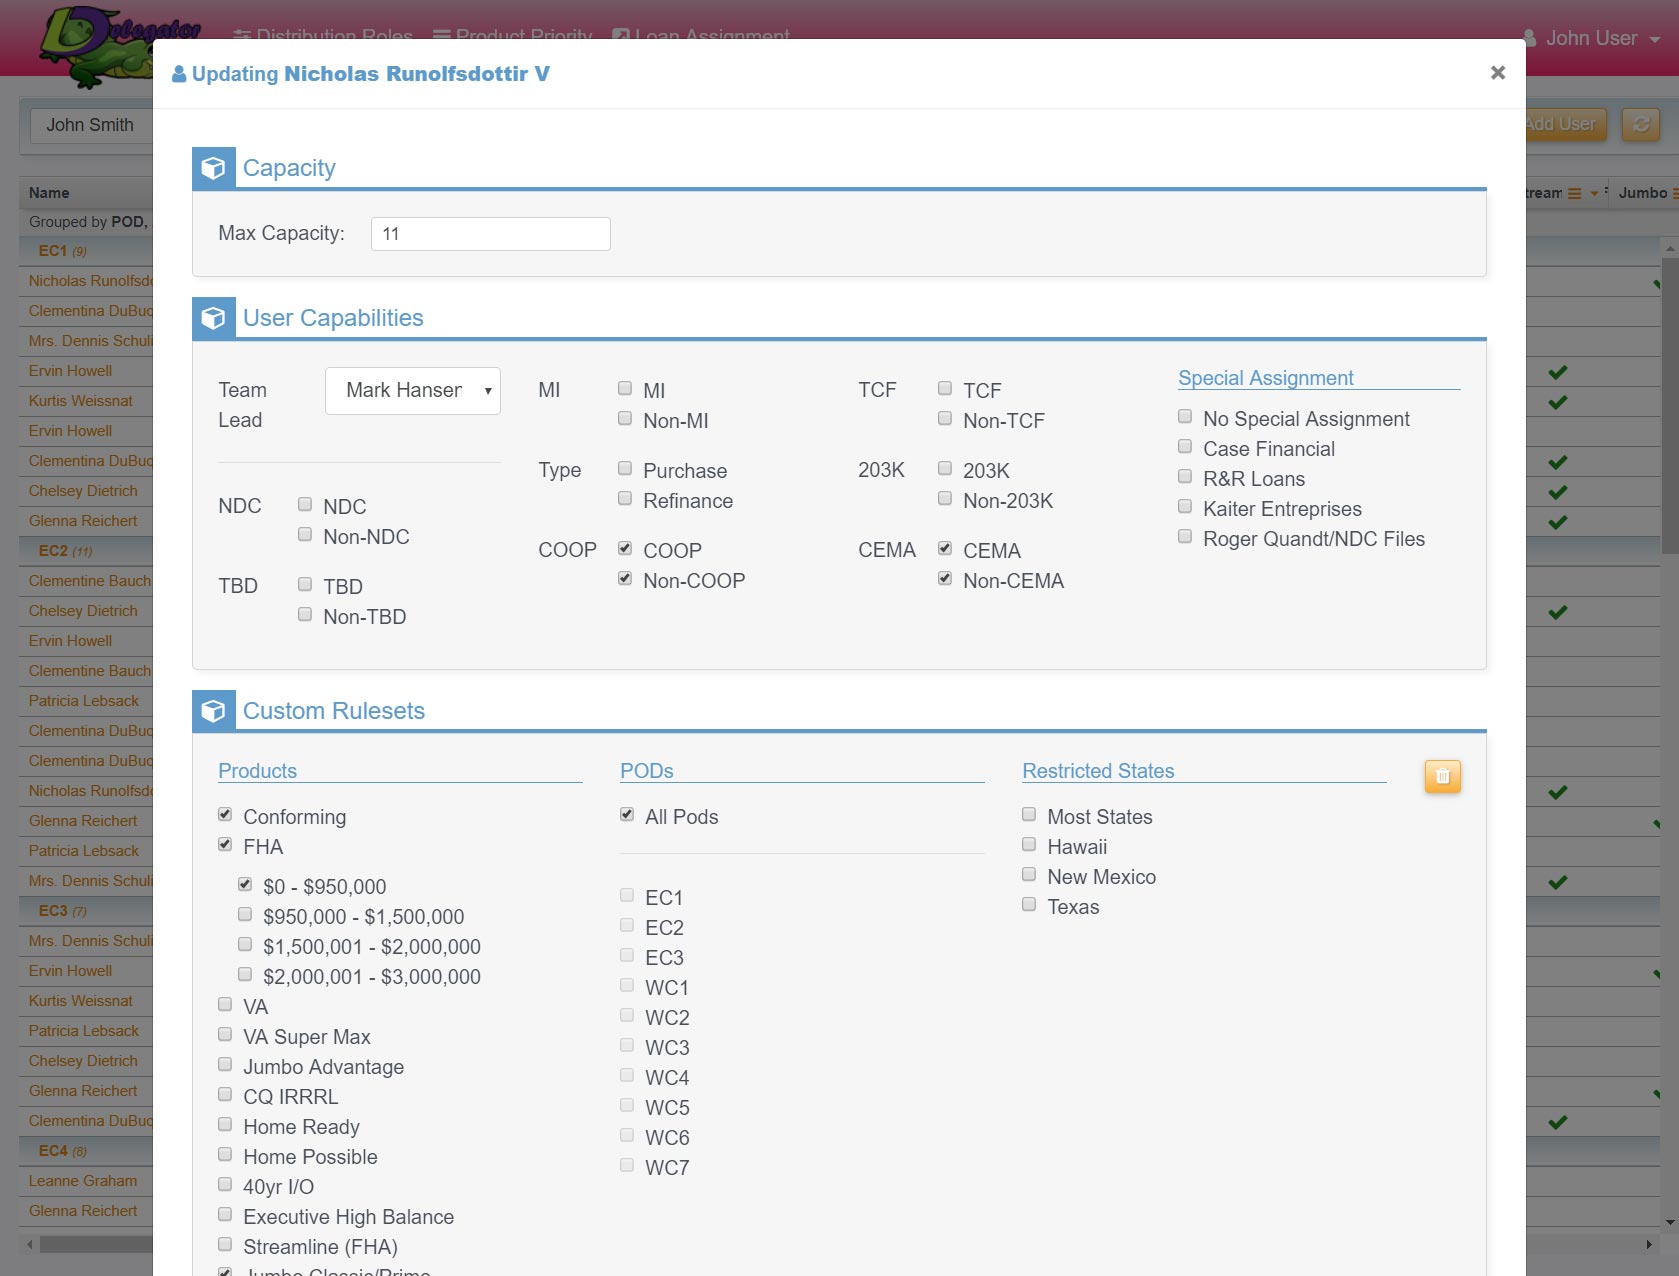 Delegator
Distribution Roles
Product Priority
Loan Assignment
John User
Updating Nicholas Runolfsdottir V
×
John Smith
Add User
Name
Jumbo
Grouped by POD,
EC1 (9)
Nicholas Runolfsd
Clementina DuBuq
Mrs. Dennis Schuli
Ervin Howell
Kurtis Weissnat
Ervin Howell
Clementina DuBuq
Chelsey Dietrich
Glenna Reichert
EC2 (11)
Clementine Bauch
Chelsey Dietrich
Ervin Howell
Clementine Bauch
Patricia Lebsack
Clementina DuBuq
Clementina DuBuq
Nicholas Runolfsd
Glenna Reichert
Patricia Lebsack
Mrs. Dennis Schuli
EC3 (7)
Mrs. Dennis Schuli
Ervin Howell
Kurtis Weissnat
Patricia Lebsack
Chelsey Dietrich
Glenna Reichert
Clementina DuBuq
EC4 (8)
Leanne Graham
Glenna Reichert
Capacity
Max Capacity: 11
User Capabilities
Team Lead
Mark Hanser
NDC
NDC
Non-NDC
TBD
TBD
Non-TBD
MI
MI
Non-MI
Type
Purchase
Refinance
COOP
COOP
Non-COOP
TCF
TCF
Non-TCF
203K
203K
Non-203K
CEMA
CEMA
Non-CEMA
Special Assignment
No Special Assignment
Case Financial
R&R Loans
Kaiter Entreprises
Roger Quandt/NDC Files
Custom Rulesets
Products
Conforming
FHA
$0 - $950,000
$950,000 - $1,500,000
$1,500,001 - $2,000,000
$2,000,001 - $3,000,000
VA
VA Super Max
Jumbo Advantage
CQ IRRRL
Home Ready
Home Possible
40yr I/O
Executive High Balance
Streamline (FHA)
Jumbo Classic/Prime
PODs
All Pods
EC1
EC2
EC3
WC1
WC2
WC3
WC4
WC5
WC6
WC7
Restricted States
Most States
Hawaii
New Mexico
Texas